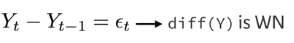 Y_t − Y_{t−1} = ϵ_t ⟶ diff(Y) is WN